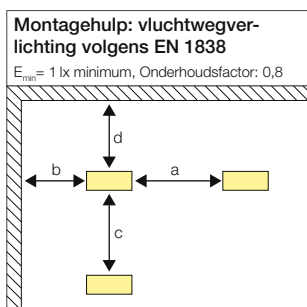 Montagehulp: vluchtwegver-
lichting volgens EN 1838
Emin= 1 lx minimum, Onderhoudsfactor: 0,8
d
b
a
c